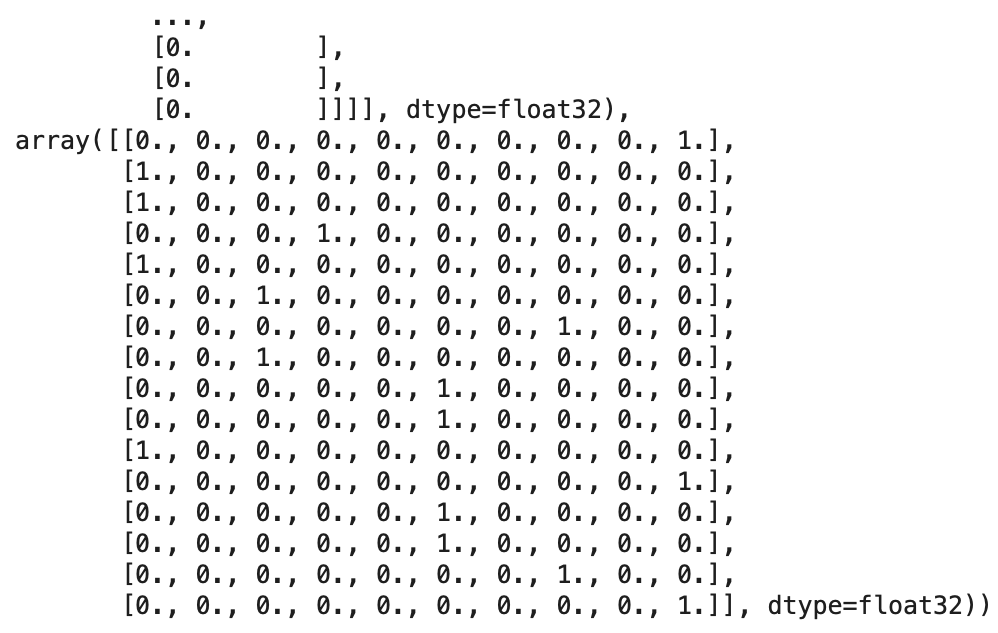 ...,
[0.        ],
[0.        ],
[0.        ]]]], dtype=float32),
array([[0., 0., 0., 0., 0., 0., 0., 0., 0., 1.],
[1., 0., 0., 0., 0., 0., 0., 0., 0., 0.],
[1., 0., 0., 0., 0., 0., 0., 0., 0., 0.],
[0., 0., 0., 1., 0., 0., 0., 0., 0., 0.],
[1., 0., 0., 0., 0., 0., 0., 0., 0., 0.],
[0., 0., 1., 0., 0., 0., 0., 0., 0., 0.],
[0., 0., 0., 0., 0., 0., 0., 1., 0., 0.],
[0., 0., 1., 0., 0., 0., 0., 0., 0., 0.],
[0., 0., 0., 0., 0., 1., 0., 0., 0., 0.],
[0., 0., 0., 0., 0., 1., 0., 0., 0., 0.],
[1., 0., 0., 0., 0., 0., 0., 0., 0., 0.],
[0., 0., 0., 0., 0., 0., 0., 0., 0., 1.],
[0., 0., 0., 0., 0., 1., 0., 0., 0., 0.],
[0., 0., 0., 0., 0., 1., 0., 0., 0., 0.],
[0., 0., 0., 0., 0., 0., 0., 1., 0., 0.],
[0., 0., 0., 0., 0., 0., 0., 0., 0., 1.]], dtype=float32))